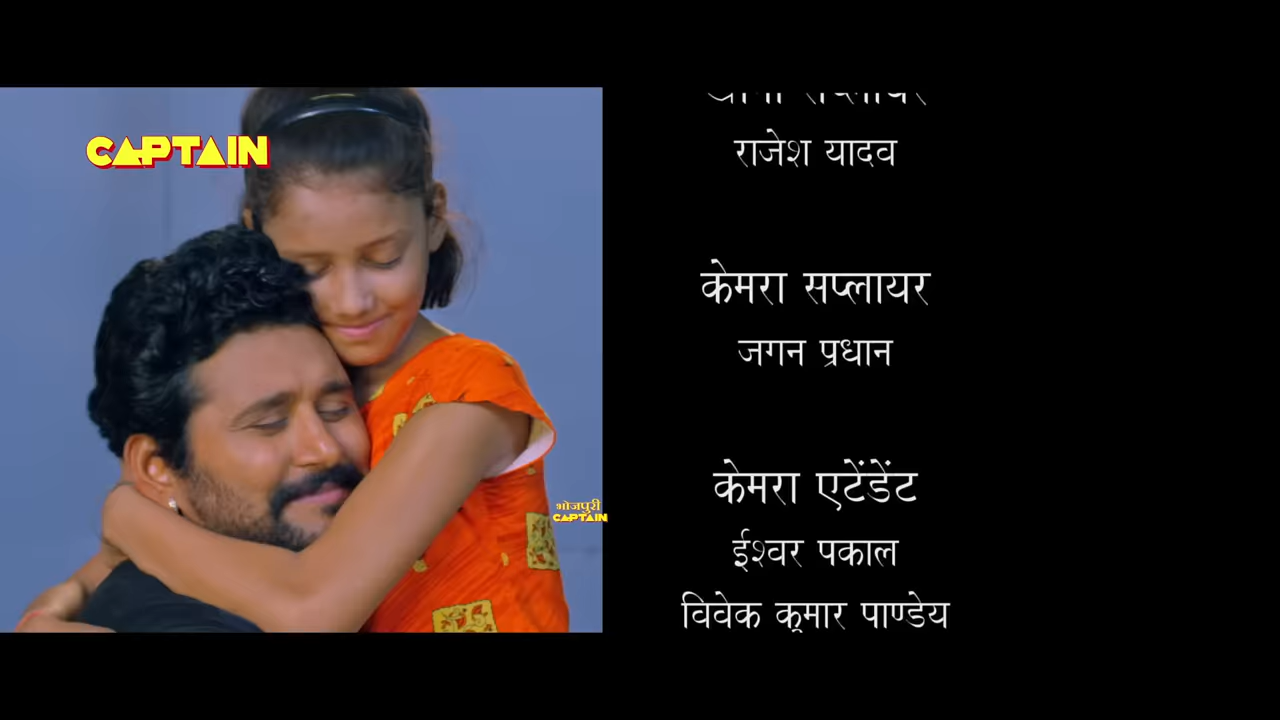 CAPTAIN
राजेश यादव
केमरा सप्लायर
जगन प्रधान
केमरा एटेंडेंट
ईश्वर पकाल
विवेक कुमार पाण्डेय
भोजपुरी
CAPTAIN